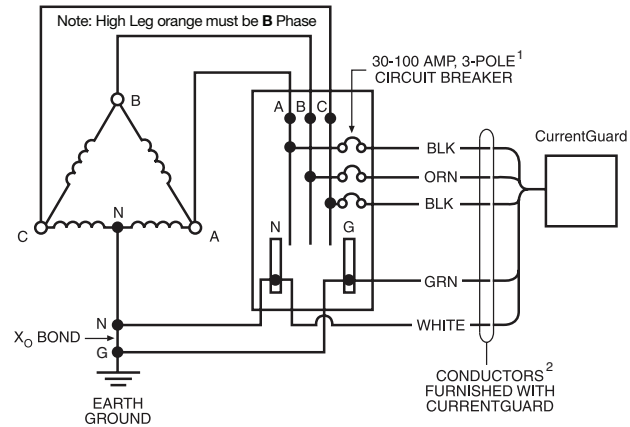 Note: High Leg orange must be B Phase
30-100 AMP, 3-POLE1
CIRCUIT BREAKER
A
B
C
B
CurrentGuard
BLK
ORN
BLK
N
C
A
N
G
GRN
N
WHITE
XO BOND
G
EARTH
GROUND
CONDUCTORS2
FURNISHED WITH
CURRENTGUARD